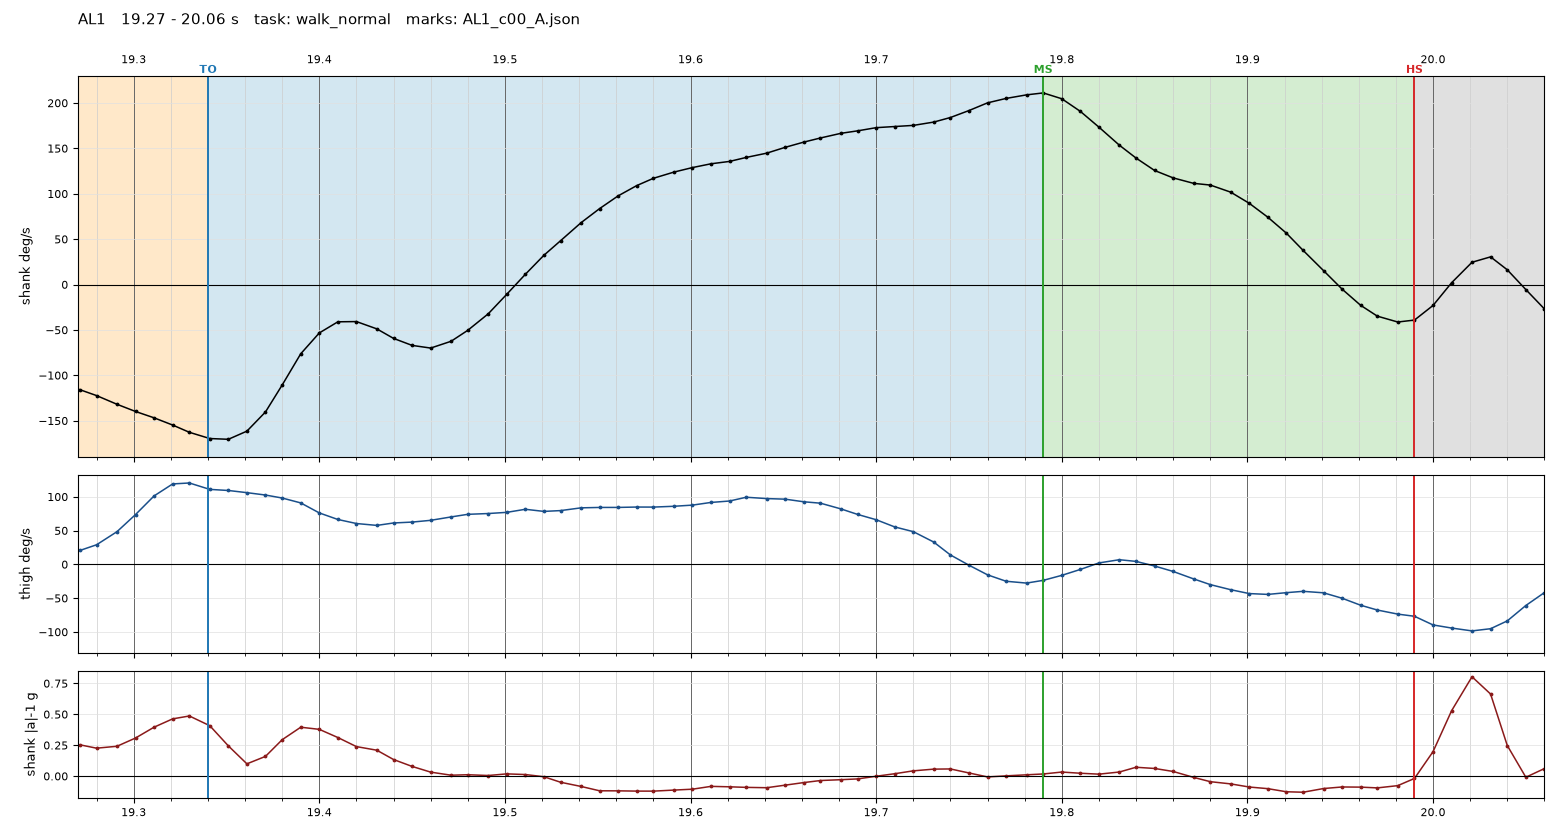 AL1   19.27 - 20.06 s   task: walk_normal   marks: AL1_c00_A.json
19.3 19.4 19.5 19.6 19.7 19.8 19.9 20.0
TO MS HS
shank deg/s
200
150
100
50
0
−50
−100
−150
thigh deg/s
100
50
0
−50
−100
shank |a|-1 g
0.75
0.50
0.25
0.00
19.3 19.4 19.5 19.6 19.7 19.8 19.9 20.0